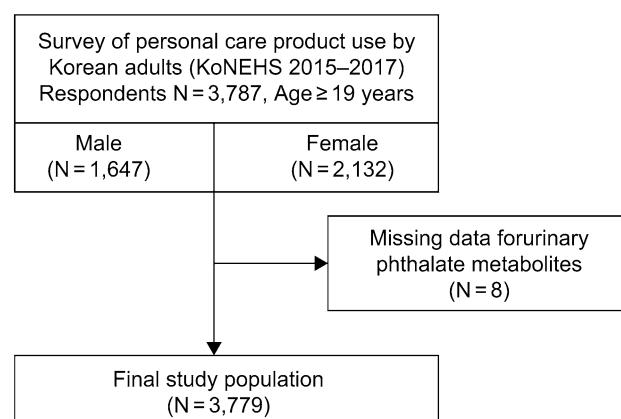 Survey of personal care product use by
Korean adults (KoNEHS 2015–2017)
Respondents N = 3,787, Age ≥ 19 years
Male
(N = 1,647)
Female
(N = 2,132)
Missing data forurinary
phthalate metabolites
(N = 8)
Final study population
(N = 3,779)